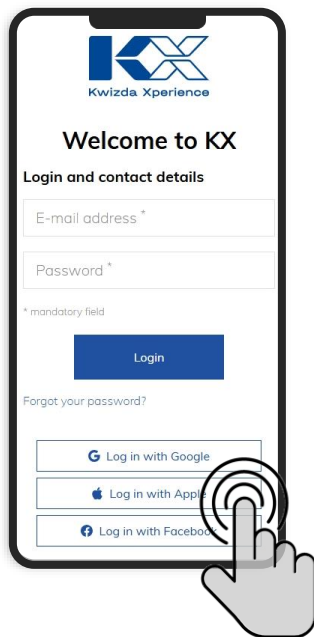 KX
Kwizda Xperience
Welcome to KX
Login and contact details
E-mail address *
Password *
* mandatory field
Login
Forgot your password?
G Log in with Google
Log in with Apple
Log in with Facebook